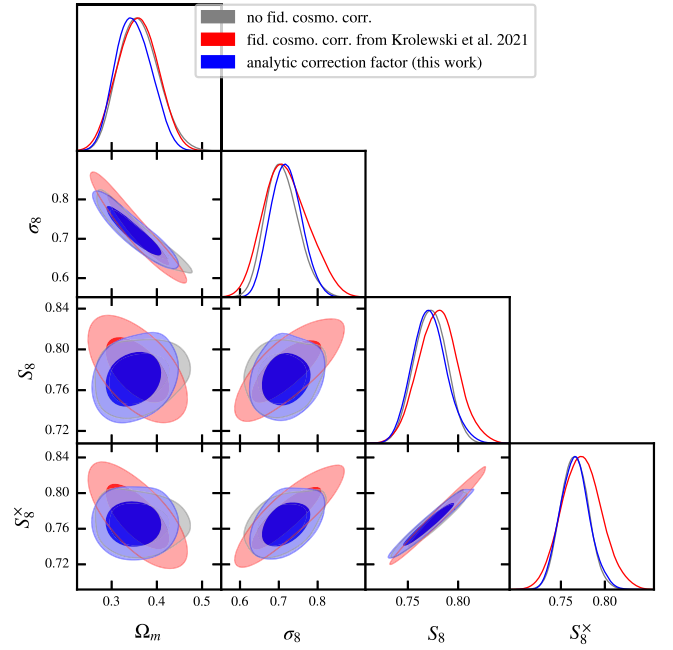 no fid. cosmo. corr.
fid. cosmo. corr. from Krolewski et al. 2021
analytic correction factor (this work)
0.8
0.7
0.6
σ8
0.84
0.80
0.76
0.72
S8
0.84
0.80
0.76
0.72
S8×
0.3 0.4 0.5
0.6 0.7 0.8
0.75 0.80
0.75 0.80
Ωm
σ8
S8
S8×